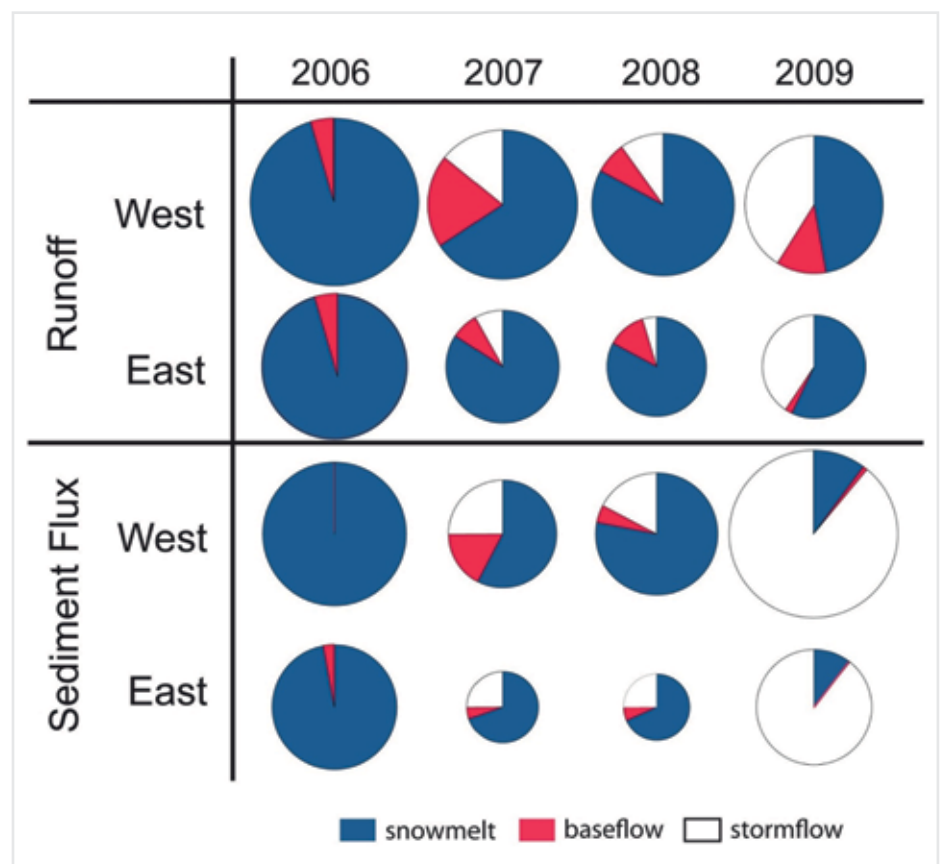 2006 2007 2008 2009
Runoff
West
East
Sediment Flux
West
East
snowmelt baseflow stormflow